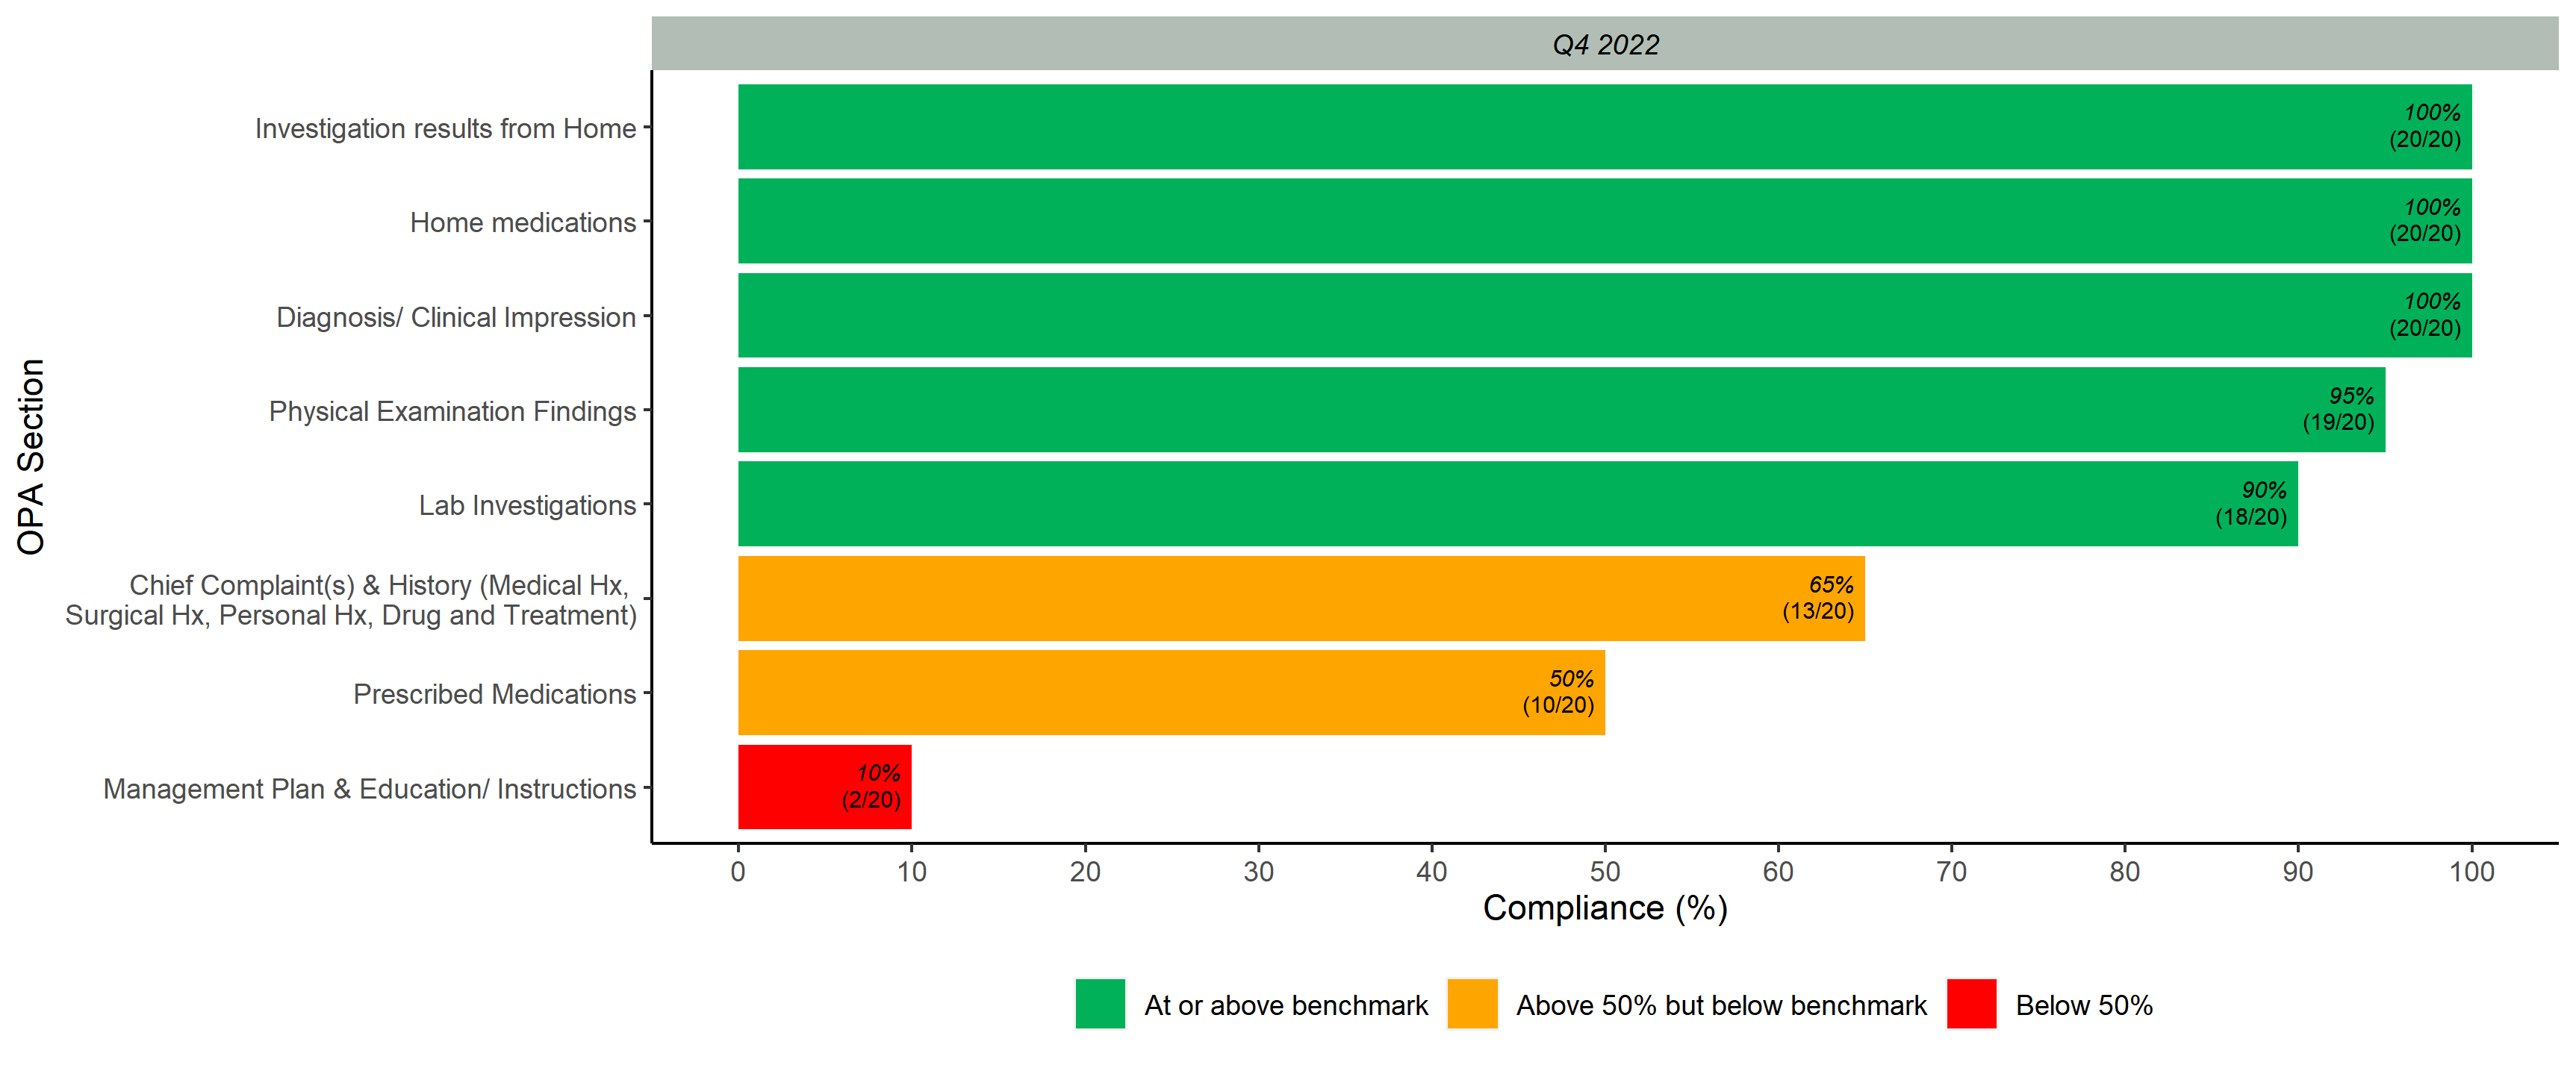 Q4 2022
OPA Section
Investigation results from Home
100%
(20/20)
Home medications
100%
(20/20)
Diagnosis/ Clinical Impression
100%
(20/20)
Physical Examination Findings
95%
(19/20)
Lab Investigations
90%
(18/20)
Chief Complaint(s) & History (Medical Hx,
Surgical Hx, Personal Hx, Drug and Treatment)
65%
(13/20)
Prescribed Medications
50%
(10/20)
Management Plan & Education/ Instructions
10%
(2/20)
0 10 20 30 40 50 60 70 80 90 100
Compliance (%)
At or above benchmark Above 50% but below benchmark Below 50%